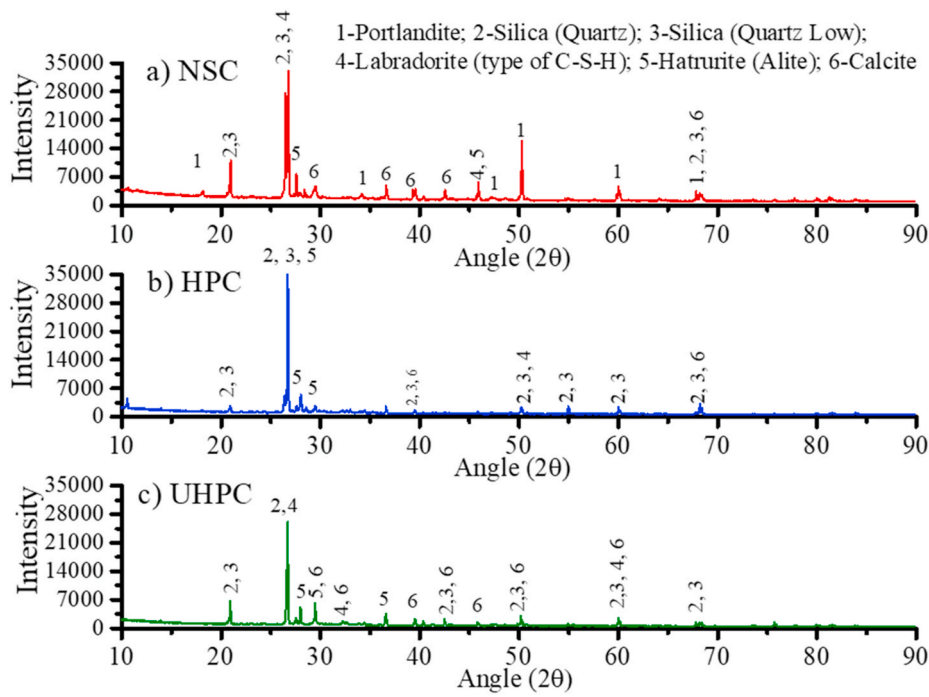 1-Portlandite; 2-Silica (Quartz); 3-Silica (Quartz Low);
4-Labradorite (type of C-S-H); 5-Hatrurite (Alite); 6-Calcite
a) NSC
Intensity
35000
28000
21000
14000
7000
0
1
2,3
2, 3, 4
5
6
1
6
6
6
4, 5
1
1
1
1, 2, 3, 6
10 20 30 40 50 60 70 80 90
Angle (2θ)
b) HPC
Intensity
35000
28000
21000
14000
7000
0
2, 3
2, 3, 5
5
5
2, 3, 6
2, 3, 4
2, 3
2, 3
2, 3, 6
10 20 30 40 50 60 70 80 90
Angle (2θ)
c) UHPC
Intensity
35000
28000
21000
14000
7000
0
2, 3
2,4
5
5, 6
4, 6
5
6
2,3, 6
6
2,3, 6
2,3, 4, 6
2, 3
10 20 30 40 50 60 70 80 90
Angle (2θ)